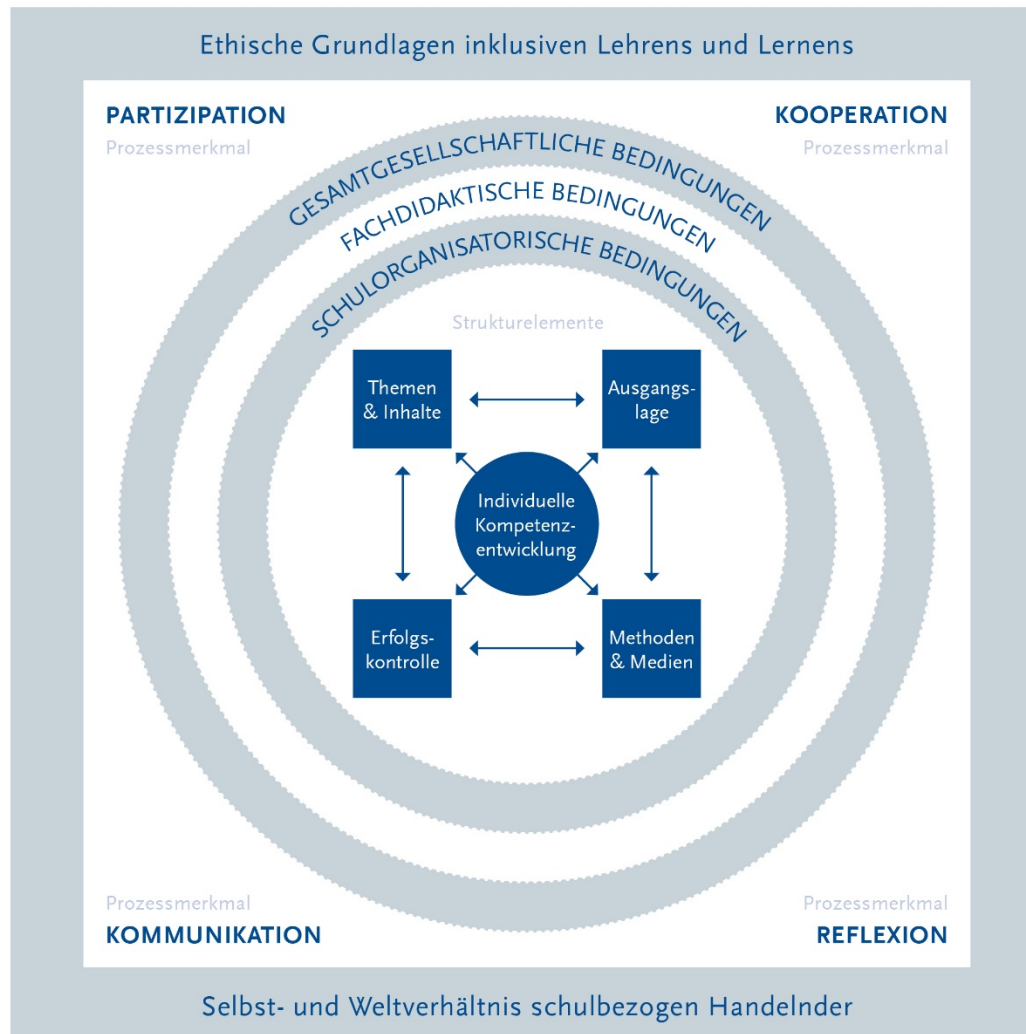 Ethische Grundlagen inklusiven Lehrens und Lernens
PARTIZIPATION
Prozessmerkmal
KOOPERATION
Prozessmerkmal
GESAMTGESELLSCHAFTLICHE BEDINGUNGEN
FACHDIDAKTISCHE BEDINGUNGEN
SCHULORGANISATORISCHE BEDINGUNGEN
Strukturelemente
Themen
& Inhalte
Ausgangs-
lage
Individuelle
Kompetenz-
entwicklung
Erfolgs-
kontrolle
Methoden
& Medien
Prozessmerkmal
KOMMUNIKATION
Prozessmerkmal
REFLEXION
Selbst- und Weltverhältnis schulbezogen Handelnder